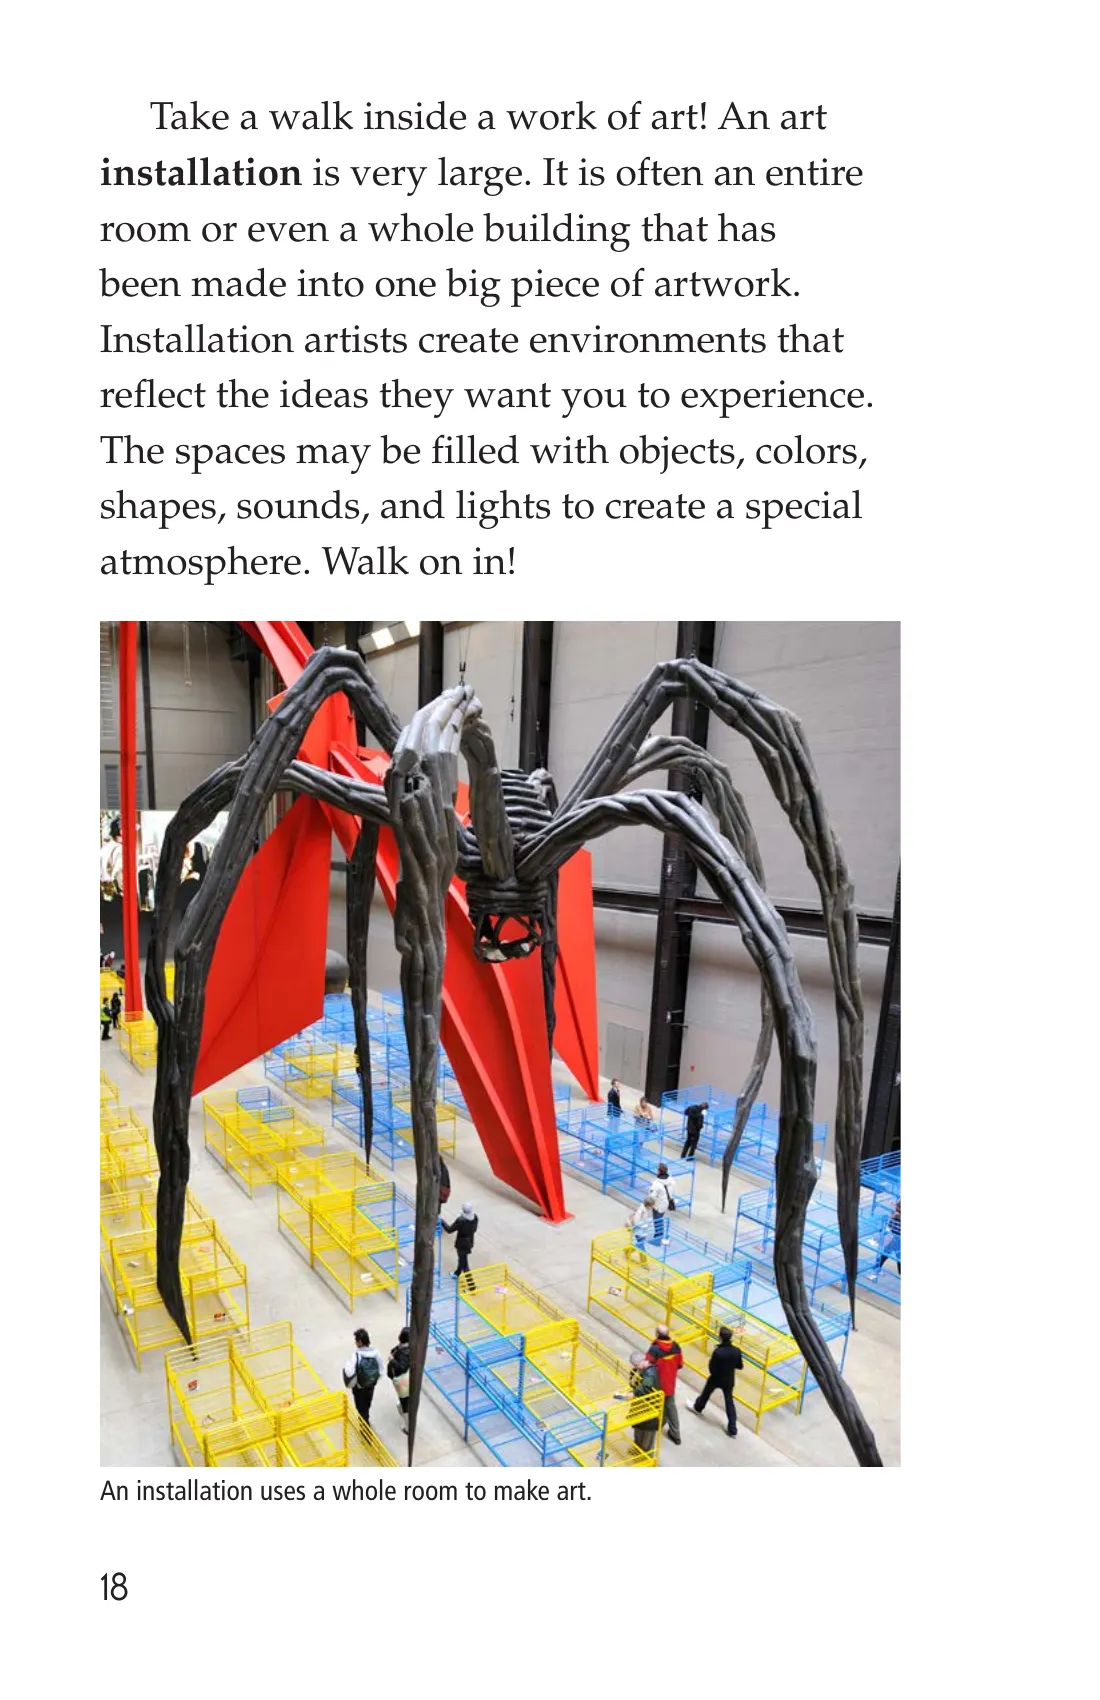 Take a walk inside a work of art! An art
installation is very large. It is often an entire
room or even a whole building that has
been made into one big piece of artwork.
Installation artists create environments that
reflect the ideas they want you to experience.
The spaces may be filled with objects, colors,
shapes, sounds, and lights to create a special
atmosphere. Walk on in!
An installation uses a whole room to make art.
18